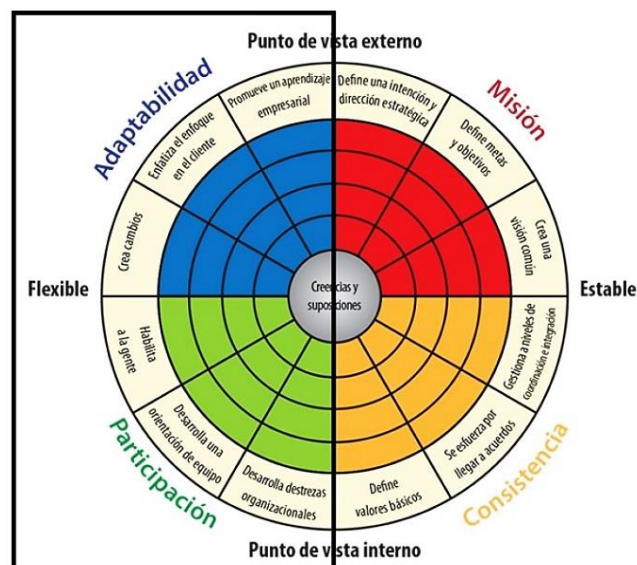 Punto de vista externo
Adaptabilidad
Misión
Promueve un aprendizaje
empresarial
Define una intención y
dirección estratégica
Enfatiza el enfoque
en el cliente
Define metas
y objetivos
Crea cambios
Crea una
visión común
Flexible
Creencias y
suposiciones
Estable
Habilita
a la gente
Gestiona a niveles de
coordinación e integración
Desarrolla una
orientación de equipo
Se esfuerza por
llegar a acuerdos
Desarrolla destrezas
organizacionales
Define
valores básicos
Participación
Consistencia
Punto de vista interno